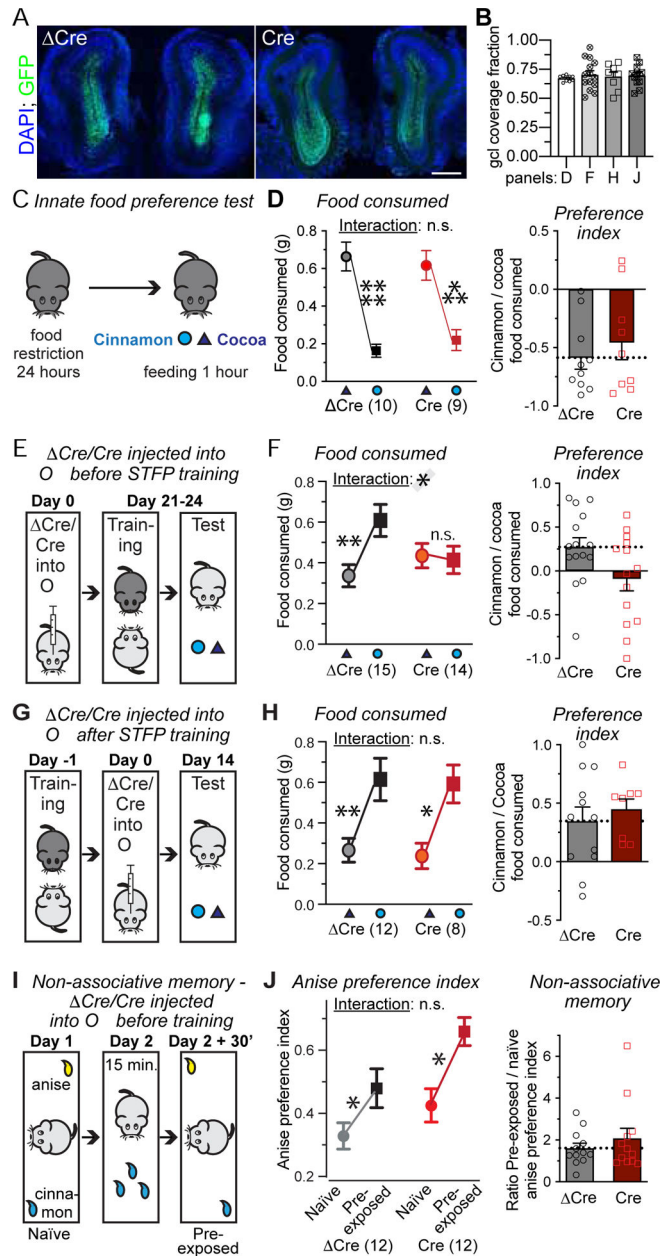 A
ΔCre
Cre
DAPI; GFP
B
gcl coverage fraction
1.00
0.75
0.50
0.25
0.00
panels: D F H J
C Innate food preference test
food
restriction
24 hours
Cinnamon Cocoa
feeding 1 hour
D Food consumed
Interaction: n.s.
Food consumed (g)
0.8
0.6
0.4
0.2
0.0
**
**
*
**
ΔCre (10) Cre (9)
Preference
index
Cinnamon / cocoa
food consumed
0.5
0.0
-0.5
-1.0
ΔCre Cre
E ΔCre/Cre injected into
O before STFP training
Day 0 Day 21-24
ΔCre/
Cre
into
O
Train-
ing
Test
F Food consumed
Interaction: *
Food consumed (g)
0.8
0.6
0.4
0.2
0.0
**
n.s.
ΔCre (15) Cre (14)
Preference
index
Cinnamon / cocoa
food consumed
1.0
0.5
0.0
-0.5
-1.0
ΔCre Cre
G ΔCre/Cre injected into
O after STFP training
Day -1 Day 0 Day 14
Train-
ing
ΔCre/
Cre
into
O
Test
H Food consumed
Interaction: n.s.
Food consumed (g)
0.8
0.6
0.4
0.2
0.0
**
*
ΔCre (12) Cre (8)
Preference
index
Cinnamon / Cocoa
food consumed
1.0
0.5
0.0
-0.5
ΔCre Cre
I Non-associative memory -
ΔCre/Cre injected
into O before training
Day 1 Day 2 Day 2 + 30'
anise
15 min.
cinna-
mon
Naïve
Pre-
exposed
J Anise preference index
Interaction: n.s.
Anise preference index
0.8
0.6
0.4
0.2
*
*
Naïve
Pre-
exposed
Naïve
Pre-
exposed
ΔCre (12) Cre (12)
Non-associative
memory
Ratio Pre-exposed / naïve
anise preference index
8
6
4
2
0
ΔCre Cre